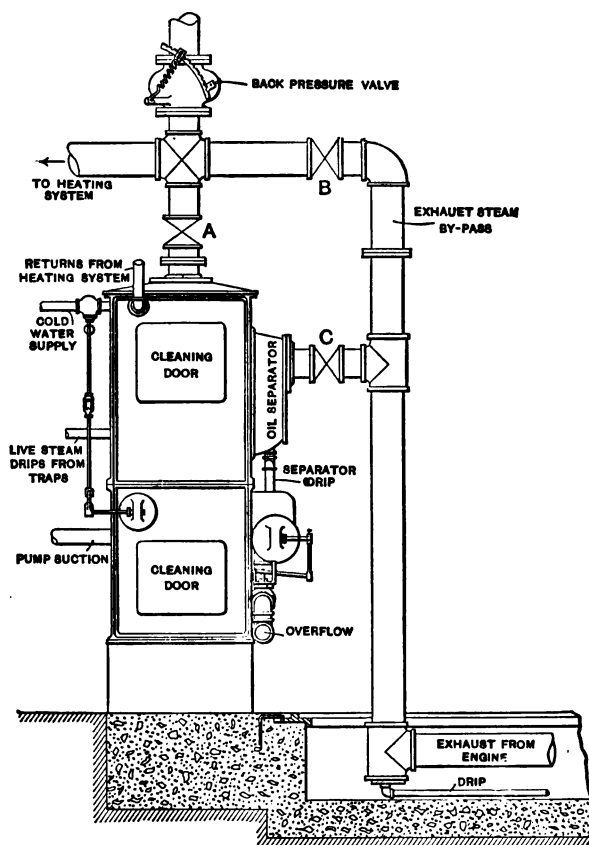 BACK PRESSURE VALVE
TO HEATING
SYSTEM
B
EXHAUET STEAM
BY-PASS
A
RETURNS FROM
HEATING SYSTEM
COLD
WATER
SUPPLY
CLEANING
DOOR
OIL SEPARATOR
C
LIVE STEAM
DRIPS FROM
TRAPS
SEPARATOR
DRIP
PUMP SUCTION
CLEANING
DOOR
OVERFLOW
EXHAUST FROM
ENGINE
DRIP